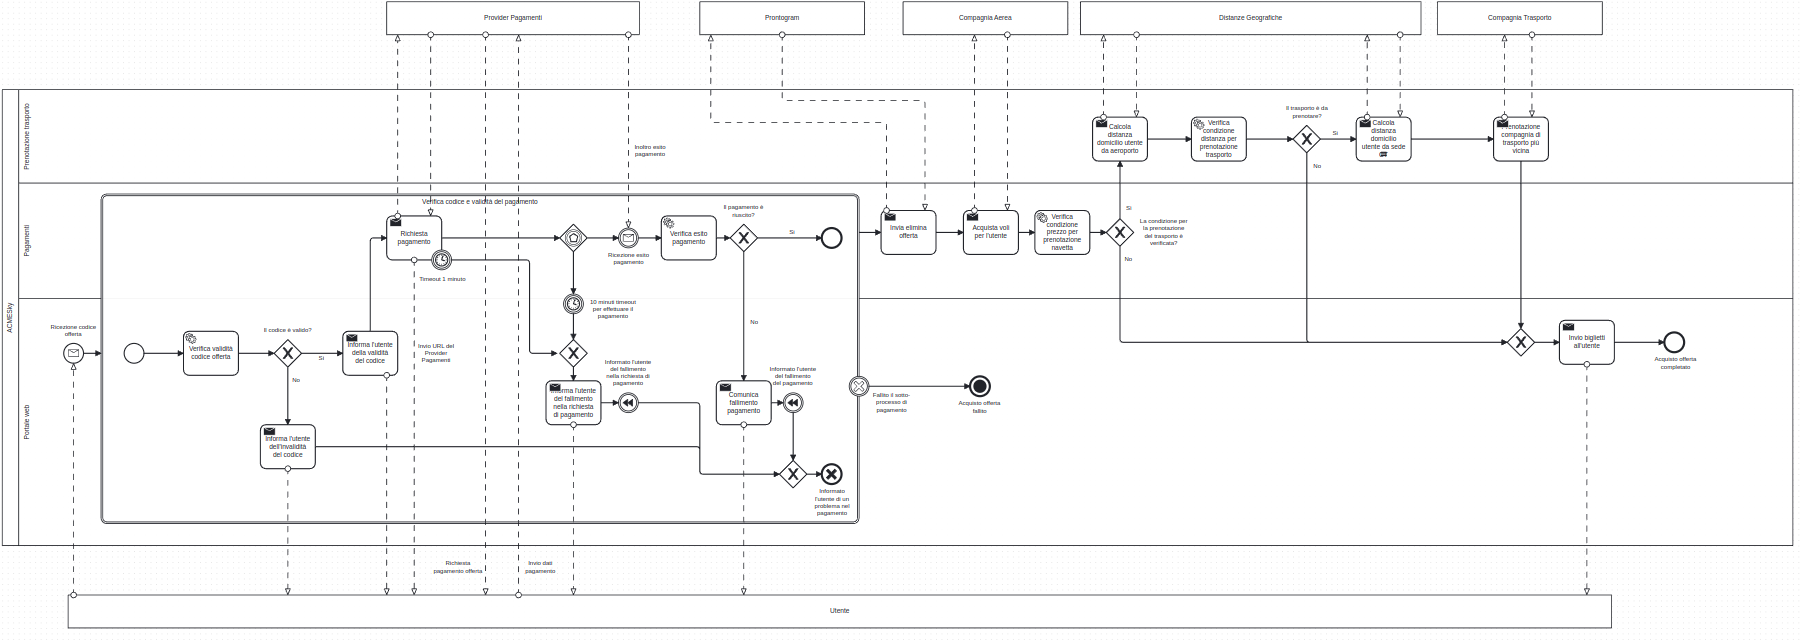 Provider Pagamenti
Prontogram
Compagnia Aerea
Distanze Geografiche
Compagnia Trasporto
ACMESky
Prenotazione trasporto
Pagamenti
Portale web
Inoltro esito
pagamento
Calcola
distanza
domicilio utente
da aeroporto
Verifica
condizione
distanza per
prenotazione
trasporto
Il trasporto è da
prenotare?
Si
No
Calcola
distanza
domicilio
utente da sede
Prenotazione
compagnia di
trasporto più
vicina
Verifica codice e validità del pagamento
Richiesta
pagamento
Timeout 1 minuto
Ricezione esito
pagamento
Verifica esito
pagamento
Il pagamento è
riuscito?
Si
No
Invia elimina
offerta
Acquista voli
per l'utente
Verifica
condizione
prezzo per
prenotazione
navetta
La condizione per
la prenotazione
del trasporto è
verificata?
Si
No
10 minuti timeout
per effettuare il
pagamento
Ricezione codice
offerta
Verifica validità
codice offerta
Il codice è valido?
Si
No
Informa l'utente
della validità
del codice
Invio URL del
Provider
Pagamenti
Informa l'utente
dell'invalidità
del codice
Informa l'utente
del fallimento
nella richiesta
di pagamento
Informato l'utente
del fallimento
nella richiesta di
pagamento
Comunica
fallimento
pagamento
Informato l'utente
del fallimento
del pagamento
Informato
l'utente di un
problema nel
pagamento
Fallito il sotto-
processo di
pagamento
Acquisto offerta
fallito
Invio biglietti
all'utente
Acquisto offerta
completato
Richiesta
pagamento offerta
Invio dati
pagamento
Utente